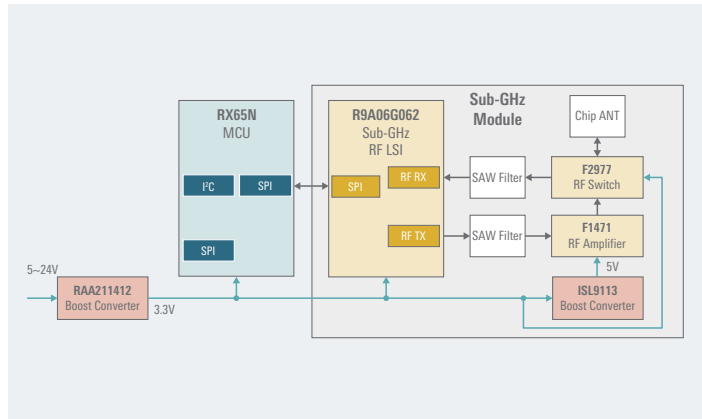 Sub-GHz
Module
RX65N
MCU
R9A06G062
Sub-GHz
RF LSI
Chip ANT
I²C
SPI
SPI
RF RX
SAW Filter
F2977
RF Switch
SPI
RF TX
SAW Filter
F1471
RF Amplifier
5~24V
RAA211412
Boost Converter
3.3V
5V
ISL9113
Boost Converter